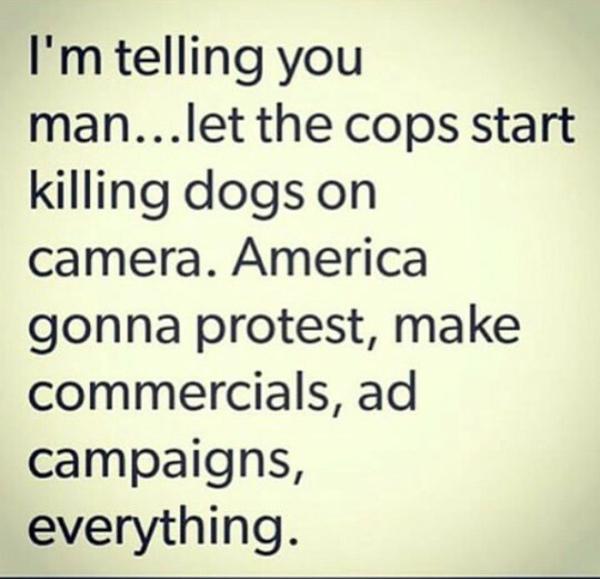 I'm telling you
man...let the cops start
killing dogs on
camera. America
gonna protest, make
commercials, ad
campaigns,
everything.